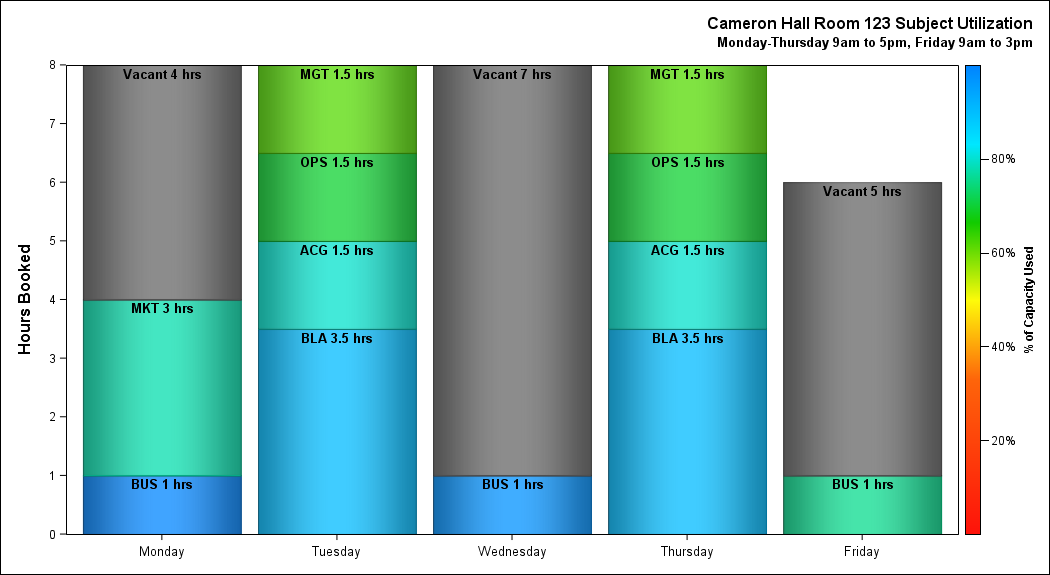 Cameron Hall Room 123 Subject Utilization
Monday-Thursday 9am to 5pm, Friday 9am to 3pm
Hours Booked
8
7
6
5
4
3
2
1
0
Vacant 4 hrs
MKT 3 hrs
BUS 1 hrs
MGT 1.5 hrs
OPS 1.5 hrs
ACG 1.5 hrs
BLA 3.5 hrs
Vacant 7 hrs
BUS 1 hrs
MGT 1.5 hrs
OPS 1.5 hrs
ACG 1.5 hrs
BLA 3.5 hrs
Vacant 5 hrs
BUS 1 hrs
Monday
Tuesday
Wednesday
Thursday
Friday
80%
60%
40%
20%
% of Capacity Used